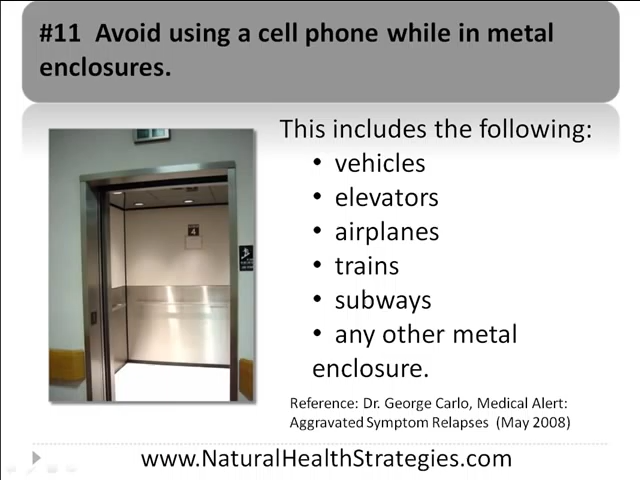 #11 Avoid using a cell phone while in metal
enclosures.
This includes the following:
• vehicles
• elevators
• airplanes
• trains
• subways
• any other metal
enclosure.
Reference: Dr. George Carlo, Medical Alert:
Aggravated Symptom Relapses (May 2008)
www.NaturalHealthStrategies.com